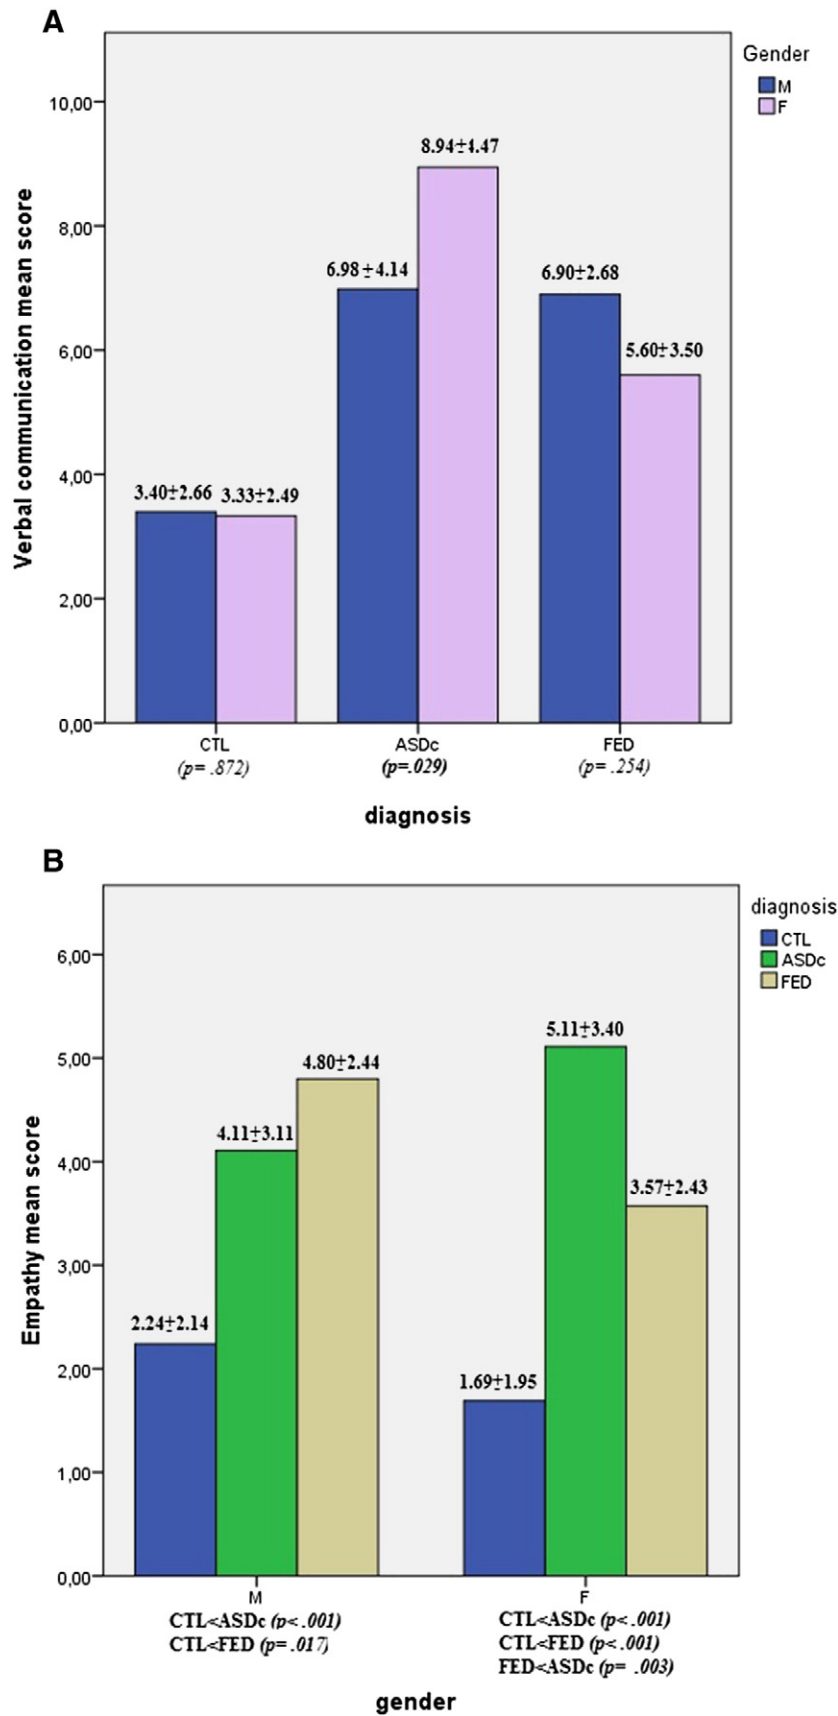 A
Gender
M
F
Verbal communication mean score
10,00
8,00
6,00
4,00
2,00
0,00
8.94±4.47
6.98±4.14
6.90±2.68
5.60±3.50
3.40±2.66
3.33±2.49
CTL
(p= .872)
ASDc
(p=.029)
FED
(p= .254)
diagnosis
B
diagnosis
CTL
ASDc
FED
Empathy mean score
6,00
5,00
4,00
3,00
2,00
1,00
0,00
5.11±3.40
4.80±2.44
4.11±3.11
3.57±2.43
2.24±2.14
1.69±1.95
M
CTL<ASDc (p< .001)
CTL<FED (p= .017)
F
CTL<ASDc (p< .001)
CTL<FED (p< .001)
FED<ASDc (p= .003)
gender